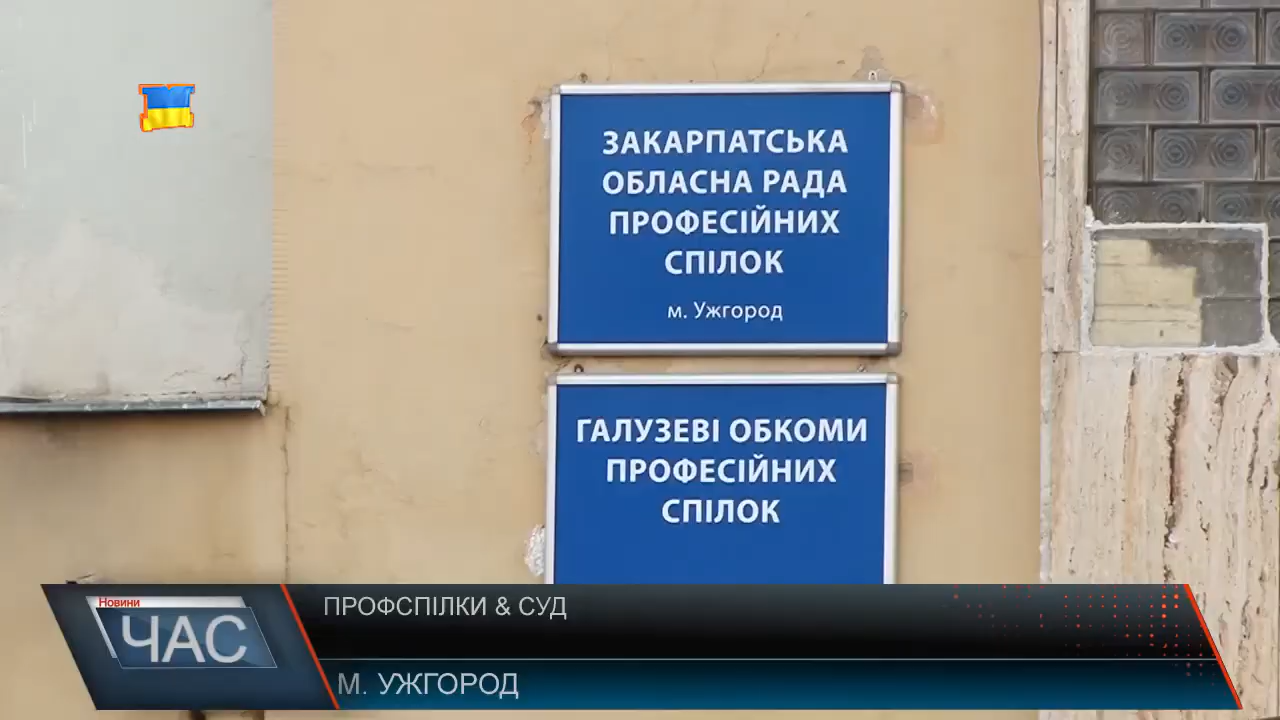 ЗАКАРПАТСЬКА
ОБЛАСНА РАДА
ПРОФЕСІЙНИХ
СПІЛОК
м. Ужгород
ГАЛУЗЕВІ ОБКОМИ
ПРОФЕСІЙНИХ
СПІЛОК
Новини
ЧАС
ПРОФСПІЛКИ & СУД
М. УЖГОРОД